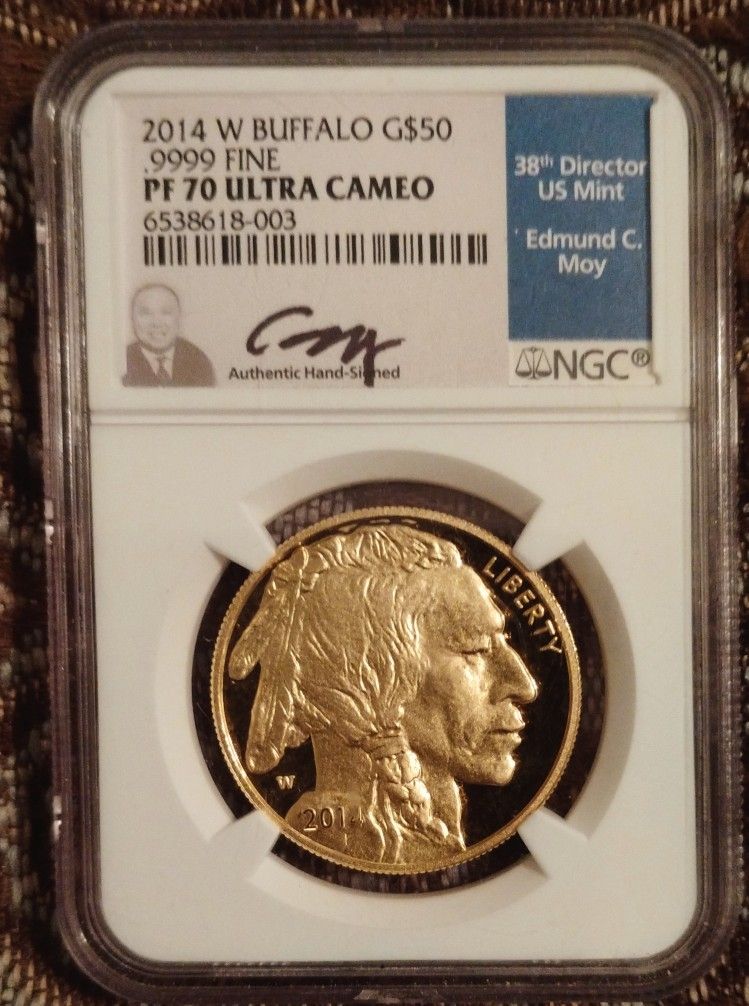 2014 W BUFFALO G$50
.9999 FINE
PF 70 ULTRA CAMEO
6538618-003
38th Director
US Mint
Edmund C.
Moy
Authentic Hand-Signed
NGC®
LIBERTY
W
2014